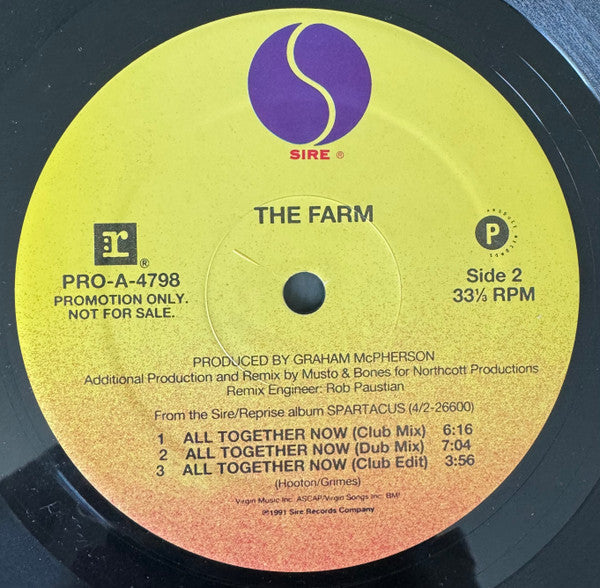 SIRE ®
THE FARM
r ®
P
PRODUCE RECORDS
PRO-A-4798
PROMOTION ONLY.
NOT FOR SALE.
Side 2
33⅓ RPM
PRODUCED BY GRAHAM McPHERSON
Additional Production and Remix by Musto & Bones for Northcott Productions
Remix Engineer: Rob Paustian
From the Sire/Reprise album SPARTACUS (4/2-26600)
1 ALL TOGETHER NOW (Club Mix) 6:16
2 ALL TOGETHER NOW (Dub Mix) 7:04
3 ALL TOGETHER NOW (Club Edit) 3:56
(Hooton/Grimes)
Virgin Music Inc. ASCAP/Virgin Songs Inc. BMI
℗1991 Sire Records Company